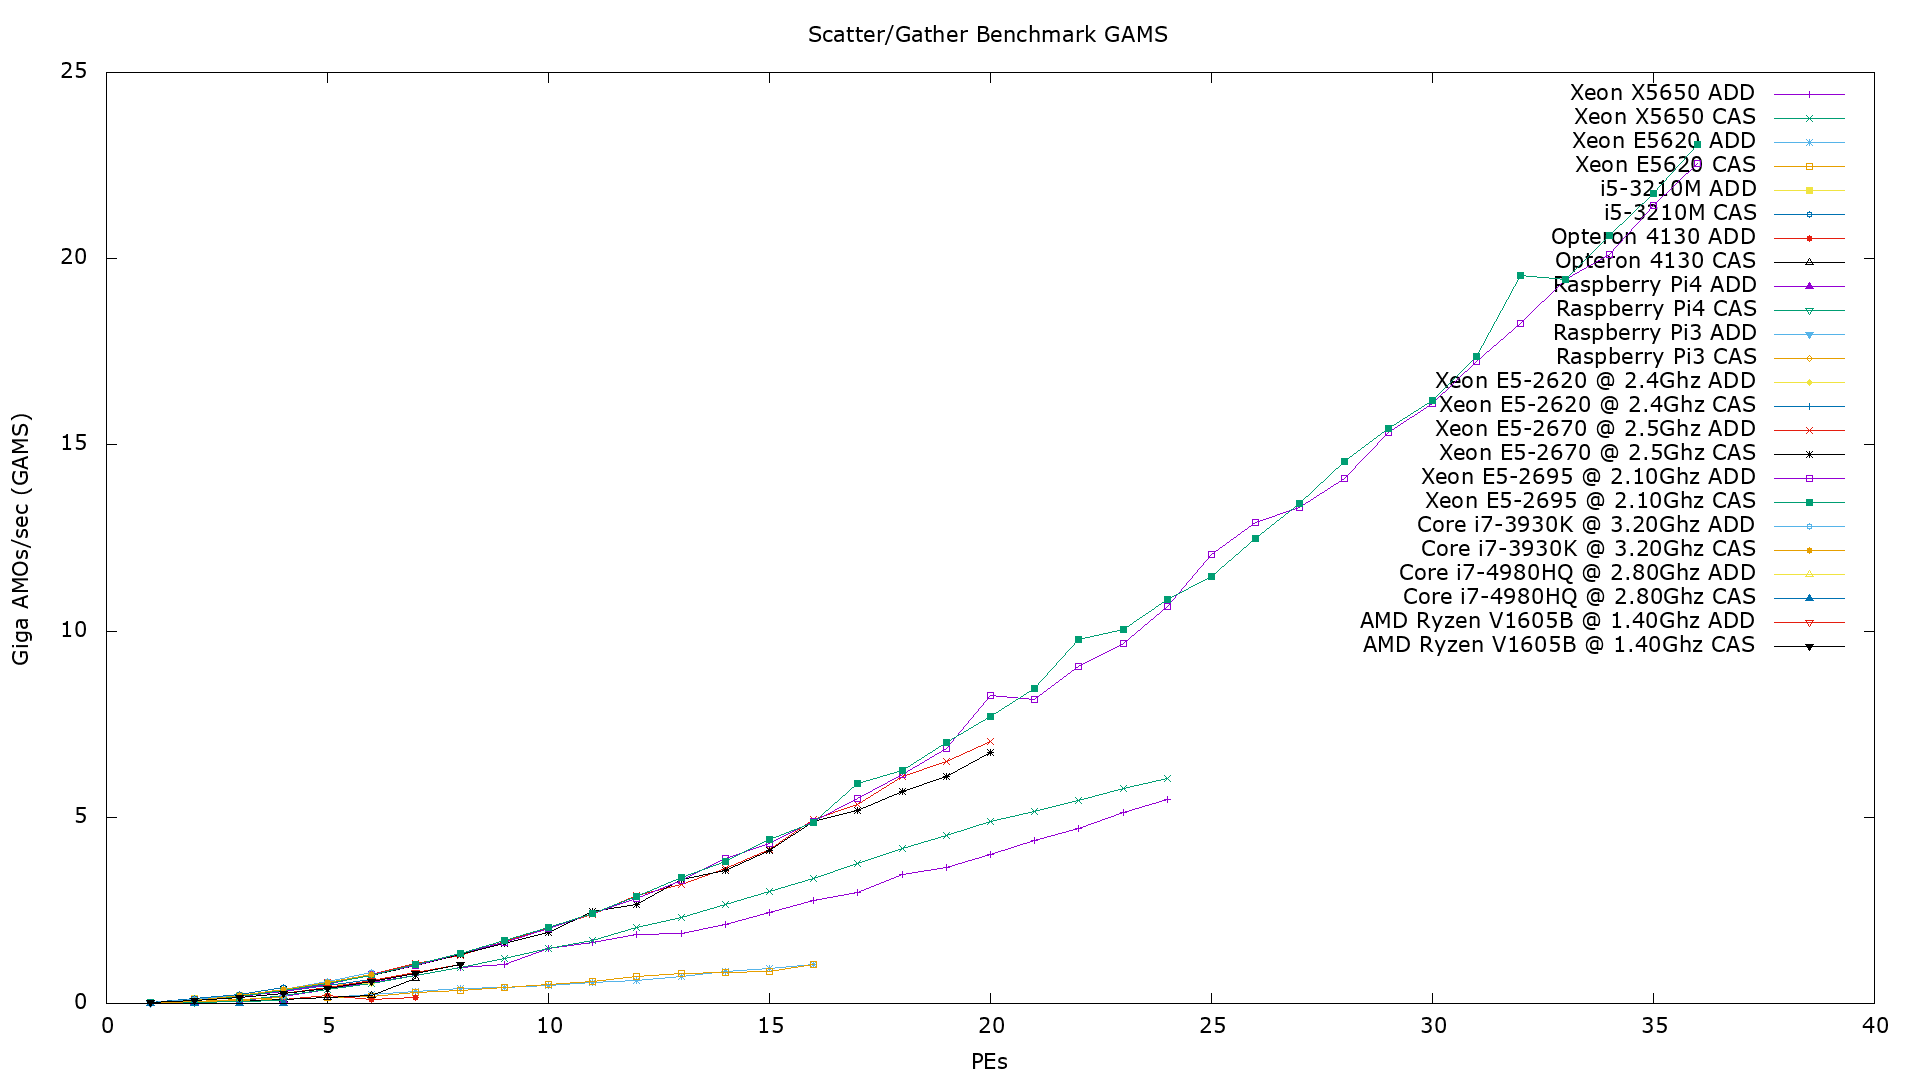 Scatter/Gather Benchmark GAMS
25
20
15
10
5
0
Giga AMOs/sec (GAMS)
Xeon X5650 ADD
Xeon X5650 CAS
Xeon E5620 ADD
Xeon E5620 CAS
i5-3210M ADD
i5-3210M CAS
Opteron 4130 ADD
Opteron 4130 CAS
Raspberry Pi4 ADD
Raspberry Pi4 CAS
Raspberry Pi3 ADD
Raspberry Pi3 CAS
Xeon E5-2620 @ 2.4Ghz ADD
Xeon E5-2620 @ 2.4Ghz CAS
Xeon E5-2670 @ 2.5Ghz ADD
Xeon E5-2670 @ 2.5Ghz CAS
Xeon E5-2695 @ 2.10Ghz ADD
Xeon E5-2695 @ 2.10Ghz CAS
Core i7-3930K @ 3.20Ghz ADD
Core i7-3930K @ 3.20Ghz CAS
Core i7-4980HQ @ 2.80Ghz ADD
Core i7-4980HQ @ 2.80Ghz CAS
AMD Ryzen V1605B @ 1.40Ghz ADD
AMD Ryzen V1605B @ 1.40Ghz CAS
0 5 10 15 20 25 30 35 40
PEs